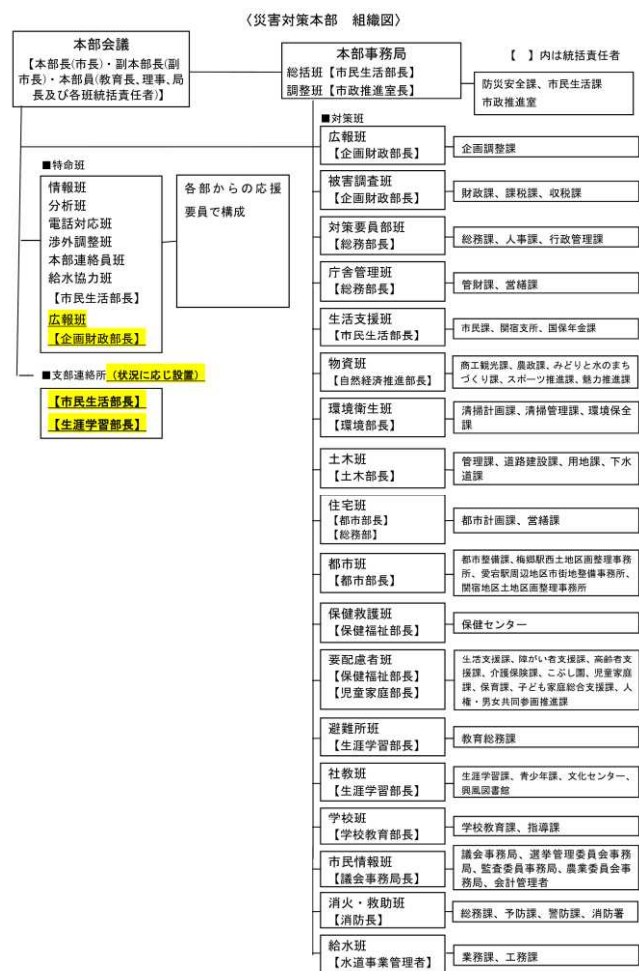 〈災害対策本部　組織図〉
本部会議
【本部長(市長)・副本部長(副
市長)・本部員(教育長、理事、局
長及び各班統括責任者)】
本部事務局
総括班【市民生活部長】
調整班【市政推進室長】
【　】内は統括責任者
防災安全課、市民生活課
市政推進室
■特命班
情報班
分析班
電話対応班
渉外調整班
本部連絡員班
給水協力班
【市民生活部長】
広報班
【企画財政部長】
各部からの応援
要員で構成
■支部連絡所（状況に応じ設置）
【市民生活部長】
【生涯学習部長】
■対策班
広報班
【企画財政部長】
企画調整課
被害調査班
【企画財政部長】
財政課、課税課、収税課
対策要員部班
【総務部長】
総務課、人事課、行政管理課
庁舎管理班
【総務部長】
管財課、営繕課
生活支援班
【市民生活部長】
市民課、関宿支所、国保年金課
物資班
【自然経済推進部長】
商工観光課、農政課、みどりと水のまち
づくり課、スポーツ推進課、魅力推進課
環境衛生班
【環境部長】
清掃計画課、清掃管理課、環境保全
課
土木班
【土木部長】
管理課、道路建設課、用地課、下水
道課
住宅班
【都市部長】
【総務部】
都市計画課、営繕課
都市班
【都市部長】
都市整備課、梅郷駅西土地区画整理事務
所、愛宕駅周辺地区市街地整備事務所、
関宿地区土地区画整理事務所
保健救護班
【保健福祉部長】
保健センター
要配慮者班
【保健福祉部長】
【児童家庭部長】
生活支援課、障がい者支援課、高齢者支
援課、介護保険課、こぶし園、児童家庭
課、保育課、子ども家庭総合支援課、人
権・男女共同参画推進課
避難所班
【生涯学習部長】
教育総務課
社教班
【生涯学習部長】
生涯学習課、青少年課、文化センター、
興風図書館
学校班
【学校教育部長】
学校教育課、指導課
市民情報班
【議会事務局長】
議会事務局、選挙管理委員会事務
局、監査委員事務局、農業委員会事
務局、会計管理者
消火・救助班
【消防長】
総務課、予防課、警防課、消防署
給水班
【水道事業管理者】
業務課、工務課